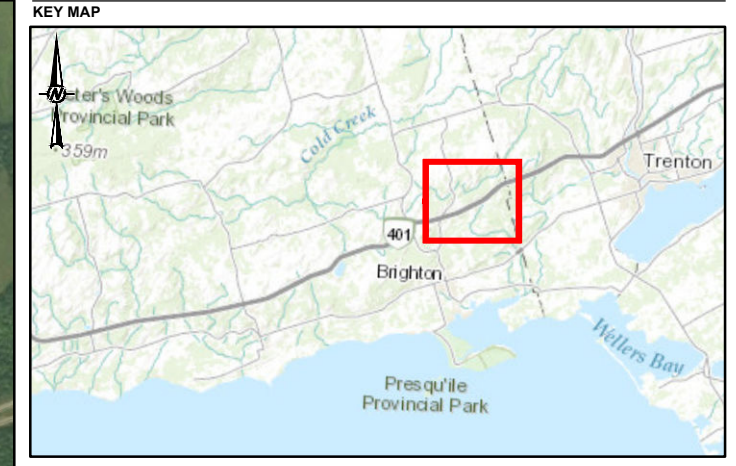 KEY MAP
N
Provincial Park
359m
Cold Creek
Trenton
401
Brighton
Wellers Bay
Presqu'ile
Provincial Park